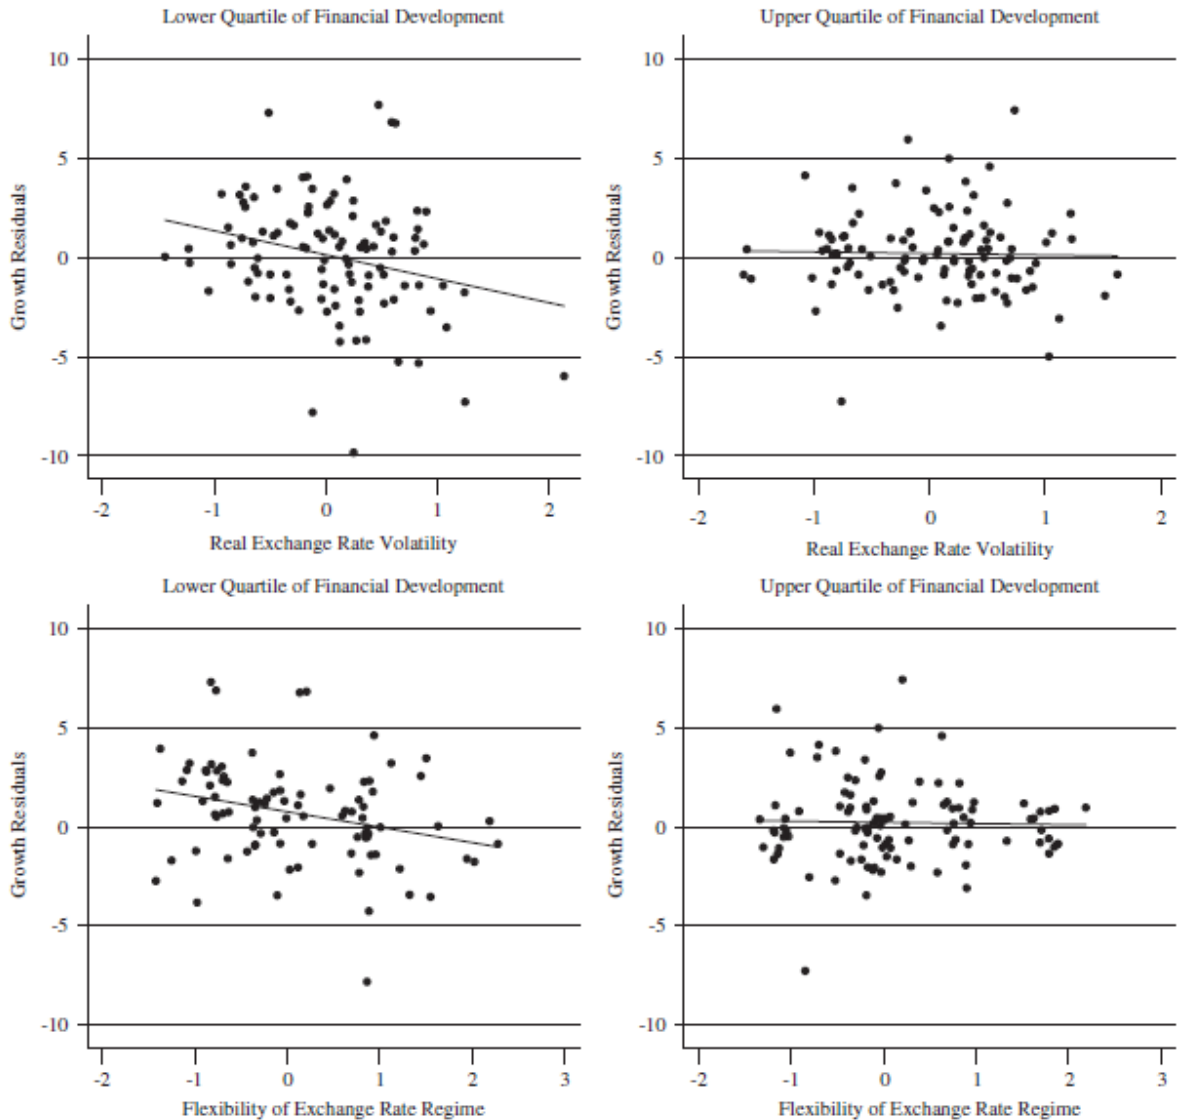 Lower Quartile of Financial Development
10
5
0
-5
-10
Growth Residuals
-2 -1 0 1 2
Real Exchange Rate Volatility
Upper Quartile of Financial Development
10
5
0
-5
-10
Growth Residuals
-2 -1 0 1 2
Real Exchange Rate Volatility
Lower Quartile of Financial Development
10
5
0
-5
-10
Growth Residuals
-2 -1 0 1 2 3
Flexibility of Exchange Rate Regime
Upper Quartile of Financial Development
10
5
0
-5
-10
Growth Residuals
-2 -1 0 1 2 3
Flexibility of Exchange Rate Regime